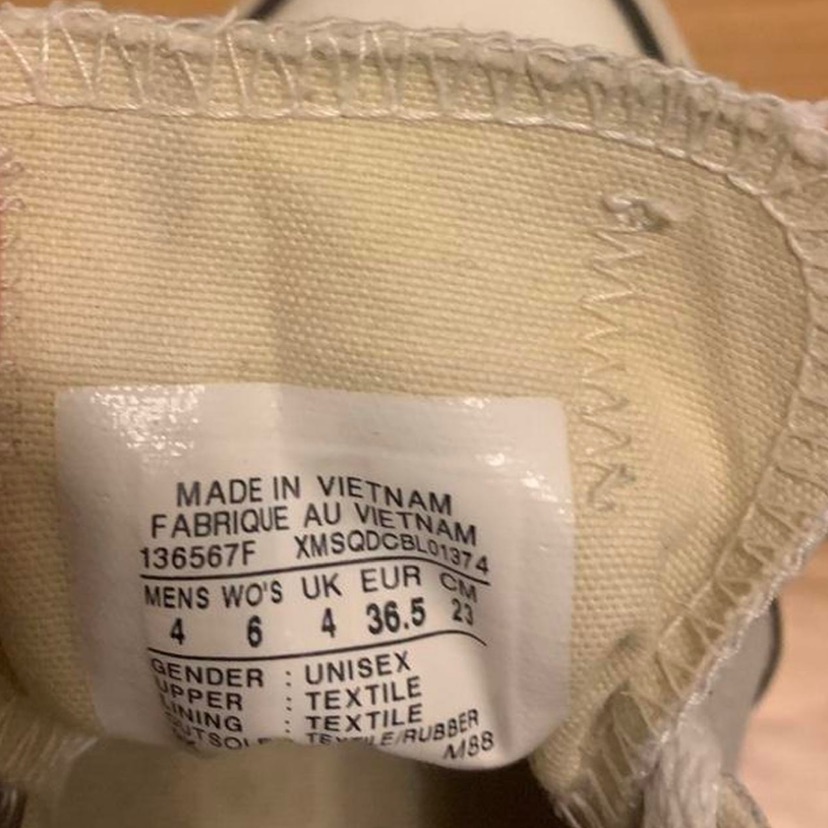 MADE IN VIETNAM
FABRIQUE AU VIETNAM
136567F XMSQDCBL01374
MENS WO'S UK EUR CM
4 6 4 36.5 23
GENDER : UNISEX
UPPER : TEXTILE
LINING : TEXTILE
OUTSOLE TEXTILE/RUBBER
M88